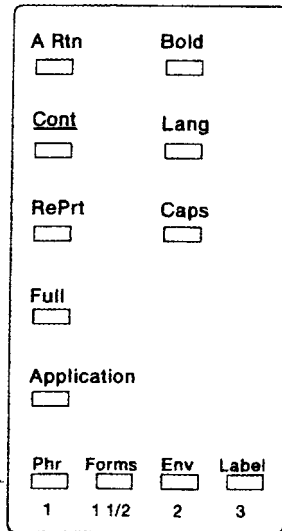 A Rtn Bold
Cont Lang
RePrt Caps
Full
Application
Phr Forms Env Label
1 1 1/2 2 3